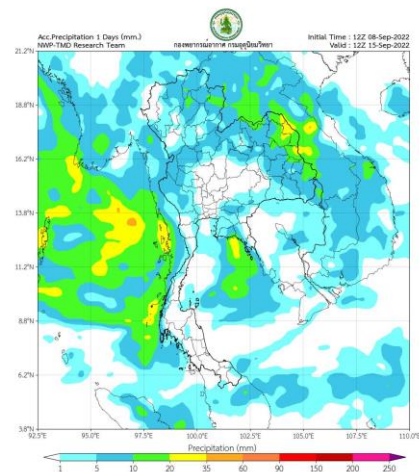 Acc.Precipitation 1 Days (mm.)
NWP-TMD Research Team
กองพยากรณ์อากาศ กรมอุตุนิยมวิทยา
Initial Time : 12Z 08-Sep-2022
Valid : 12Z 15-Sep-2022
21.2°N
18.8°N
16.2°N
13.8°N
11.2°N
8.8°N
6.2°N
3.8°N
92.5°E 95.0°E 97.5°E 100.0°E 102.5°E 105.0°E 107.5°E 110.0°E
Precipitation (mm)
1 5 10 20 35 60 90 150 200 250